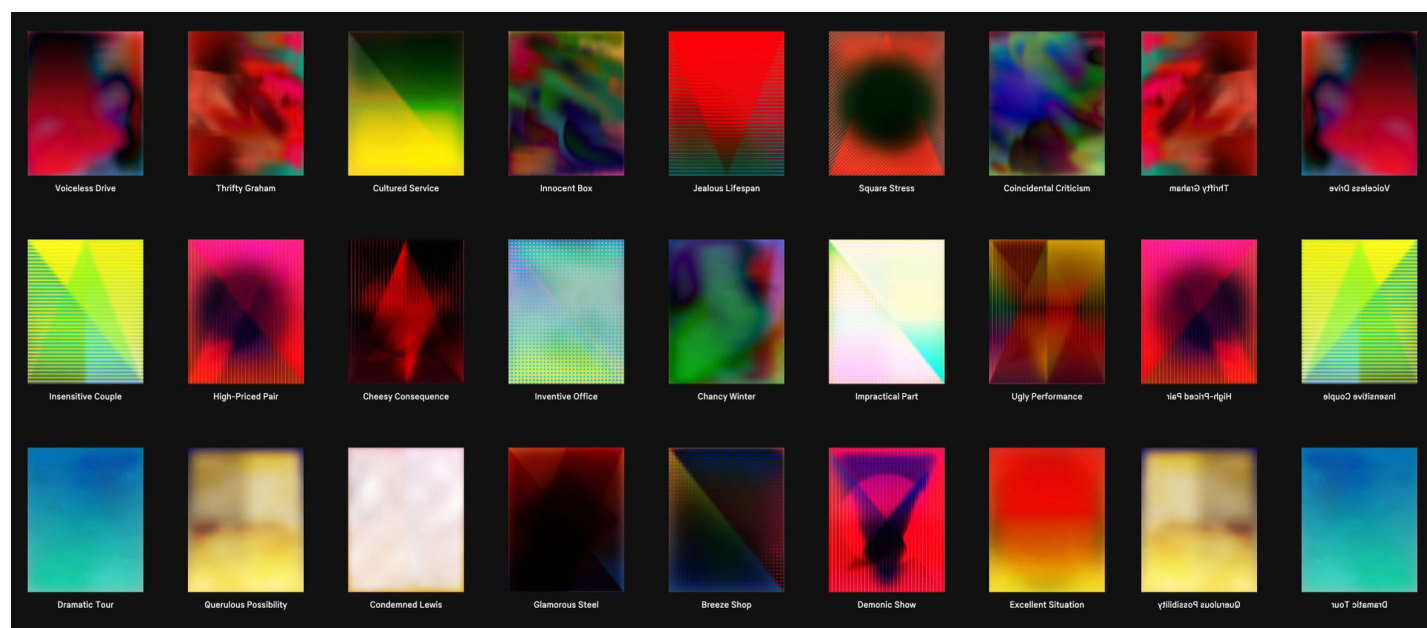 Voiceless Drive
Thrifty Graham
Cultured Service
Innocent Box
Jealous Lifespan
Square Stress
Coincidental Criticism
Thrifty Graham
Voiceless Drive
Insensitive Couple
High-Priced Pair
Cheesy Consequence
Inventive Office
Chancy Winter
Impractical Part
Ugly Performance
High-Priced Pair
Insensitive Couple
Dramatic Tour
Querulous Possibility
Condemned Lewis
Glamorous Steel
Breeze Shop
Demonic Show
Excellent Situation
Querulous Possibility
Dramatic Tour